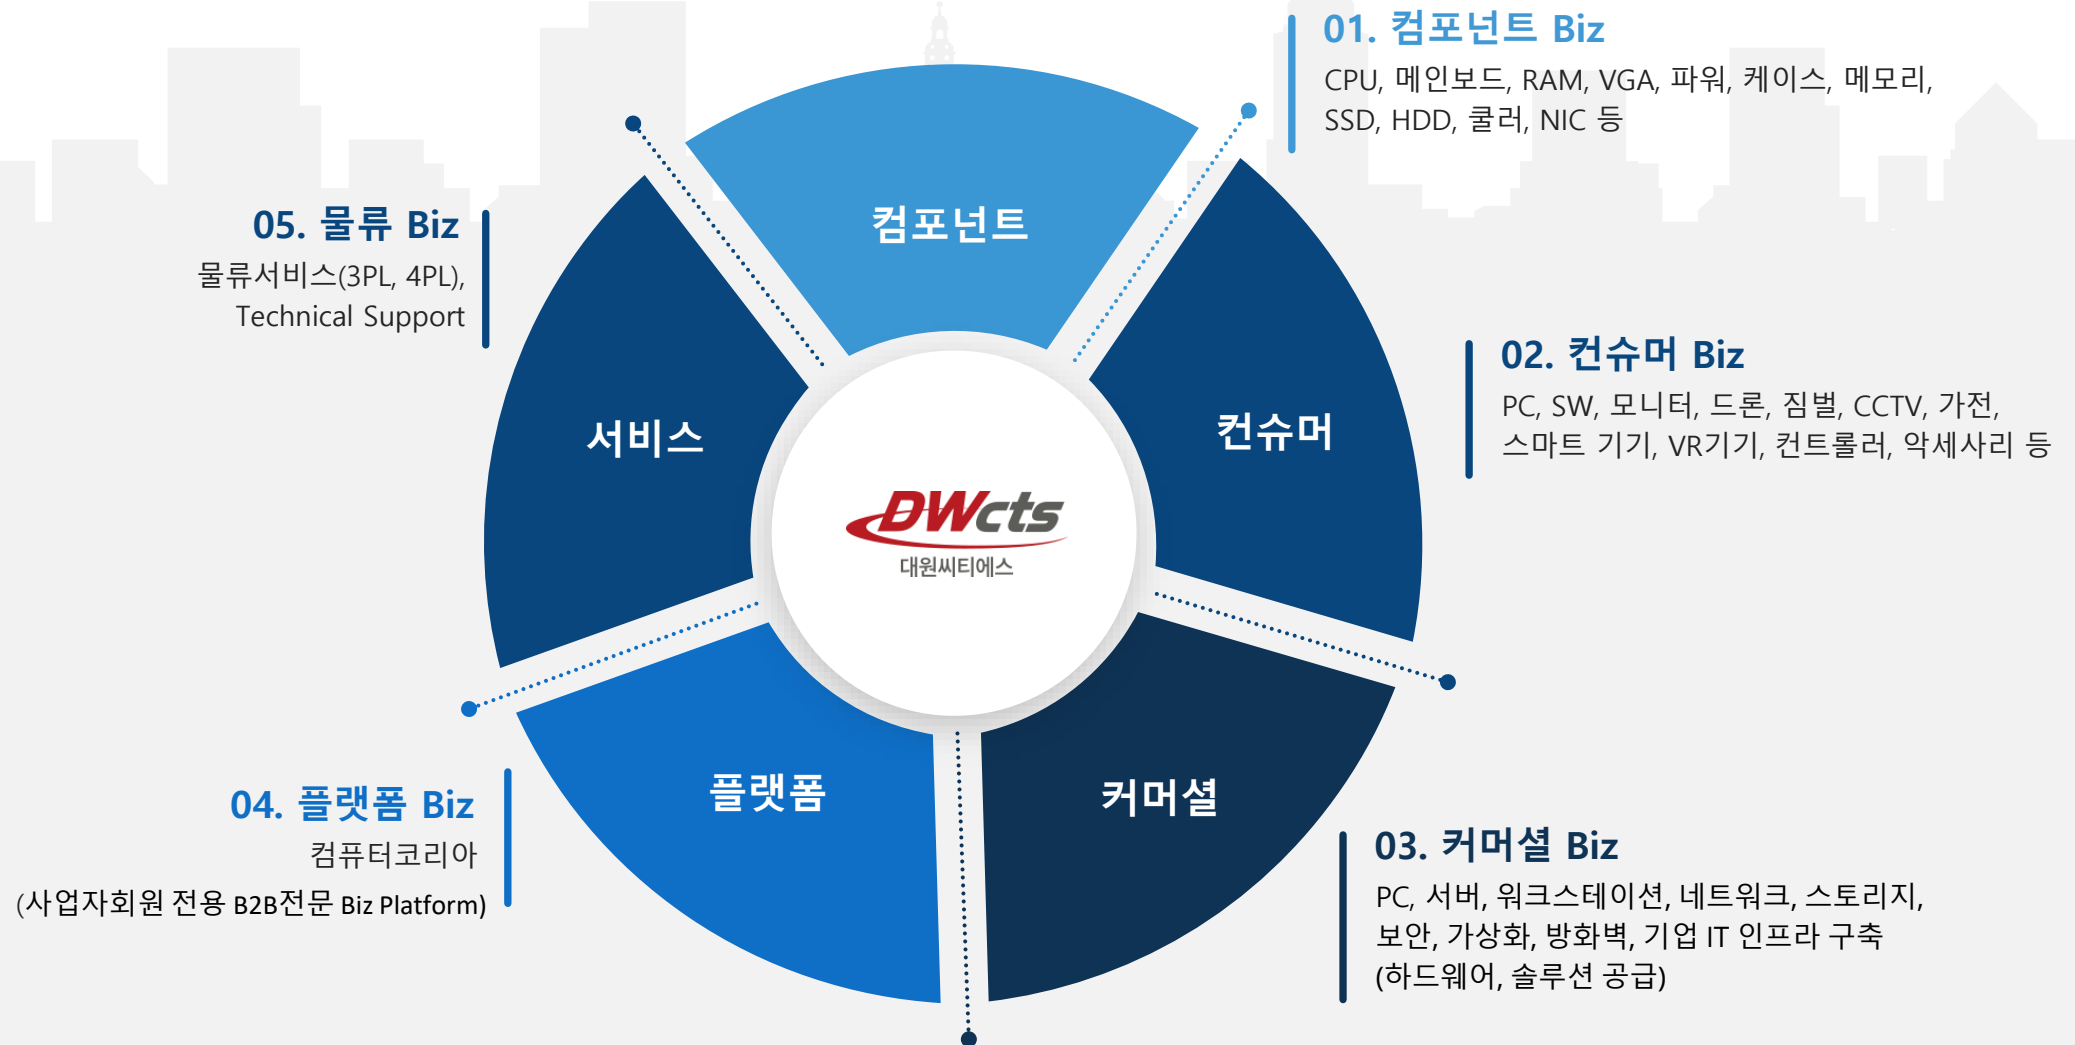 01. 컴포넌트 Biz
CPU, 메인보드, RAM, VGA, 파워, 케이스, 메모리,
SSD, HDD, 쿨러, NIC 등
02. 컨슈머 Biz
PC, SW, 모니터, 드론, 짐벌, CCTV, 가전,
스마트 기기, VR기기, 컨트롤러, 악세사리 등
03. 커머셜 Biz
PC, 서버, 워크스테이션, 네트워크, 스토리지,
보안, 가상화, 방화벽, 기업 IT 인프라 구축
(하드웨어, 솔루션 공급)
04. 플랫폼 Biz
컴퓨터코리아
(사업자회원 전용 B2B전문 Biz Platform)
05. 물류 Biz
물류서비스(3PL, 4PL),
Technical Support
컴포넌트
컨슈머
커머셜
플랫폼
서비스
DWcts
대원씨티에스